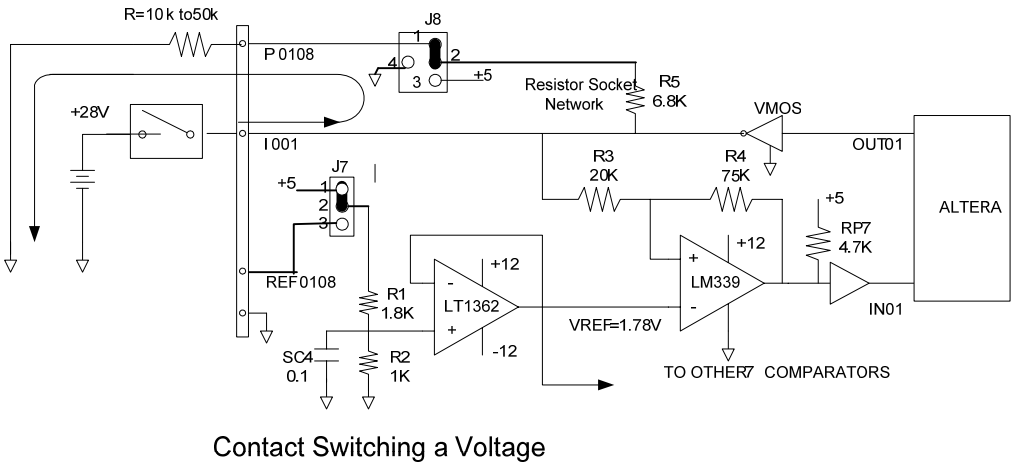 R=10k to50k
J8
P0108
1
2
4
3
+5
Resistor Socket
Network
R5
6.8K
VMOS
+28V
I001
OUT01
J7
+5
1
2
3
R3
20K
R4
75K
+5
RP7
4.7K
ALTERA
REF0108
+12
+12
+
-
LM339
-
+
LT1362
IN01
R1
1.8K
VREF=1.78V
-12
SC4
0.1
R2
1K
TO OTHER7 COMPARATORS
Contact Switching a Voltage